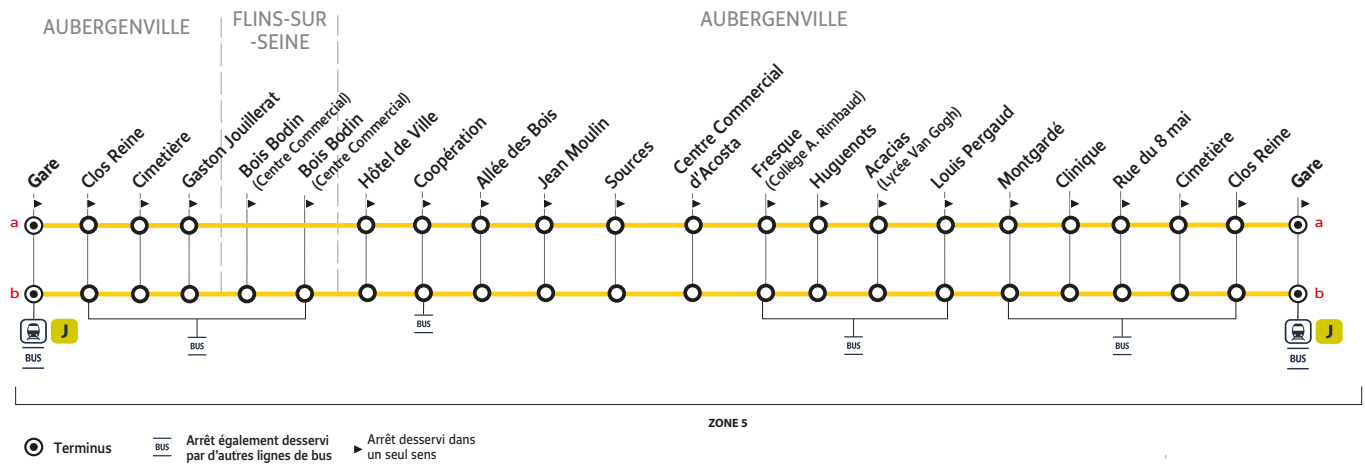 AUBERGENVILLE
FLINS-SUR
-SEINE
AUBERGENVILLE
Gare
Clos Reine
Cimetière
Gaston Jouillerat
Bois Bodin
(Centre Commercial)
Bois Bodin
(Centre Commercial)
Hôtel de Ville
Coopération
Allée des Bois
Jean Moulin
Sources
Centre Commercial
d'Acosta
Fresque
(Collège A. Rimbaud)
Huguenots
Acacias
(Lycée Van Gogh)
Louis Pergaud
Montgardé
Clinique
Rue du 8 mai
Cimetière
Clos Reine
Gare
a
a
b
b
J
BUS
BUS
BUS
BUS
BUS
J
BUS
ZONE 5
Terminus
BUS
Arrêt également desservi
par d'autres lignes de bus
Arrêt desservi dans
un seul sens